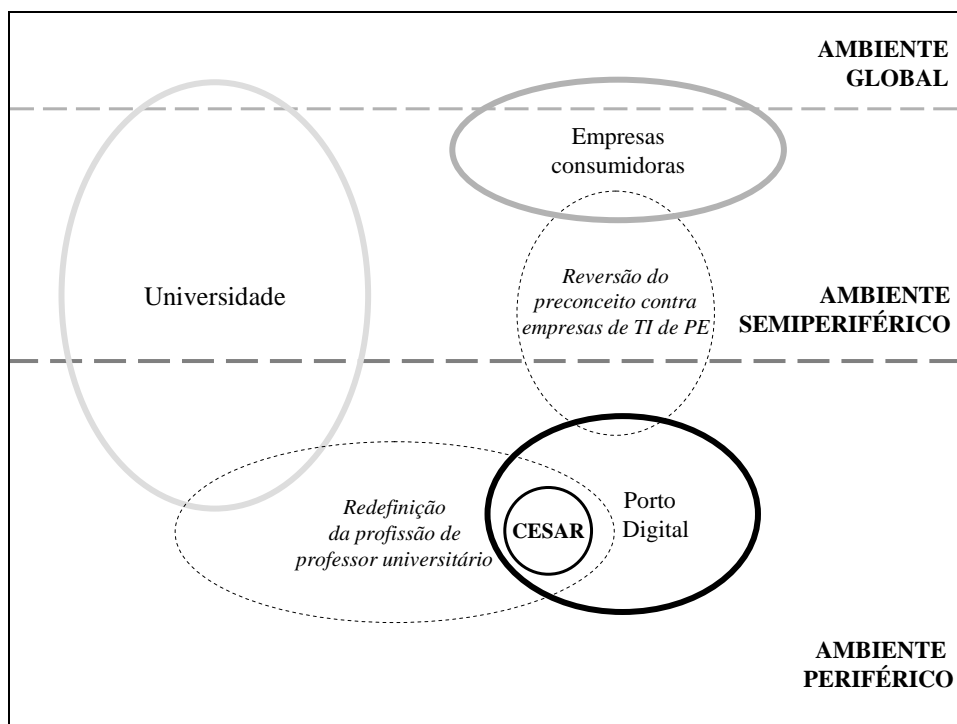 AMBIENTE
GLOBAL
Empresas
consumidoras
Universidade
Reversão do
preconceito contra
empresas de TI de PE
AMBIENTE
SEMIPERIFÉRICO
Redefinição
da profissão de
professor universitário
CESAR
Porto
Digital
AMBIENTE
PERIFÉRICO